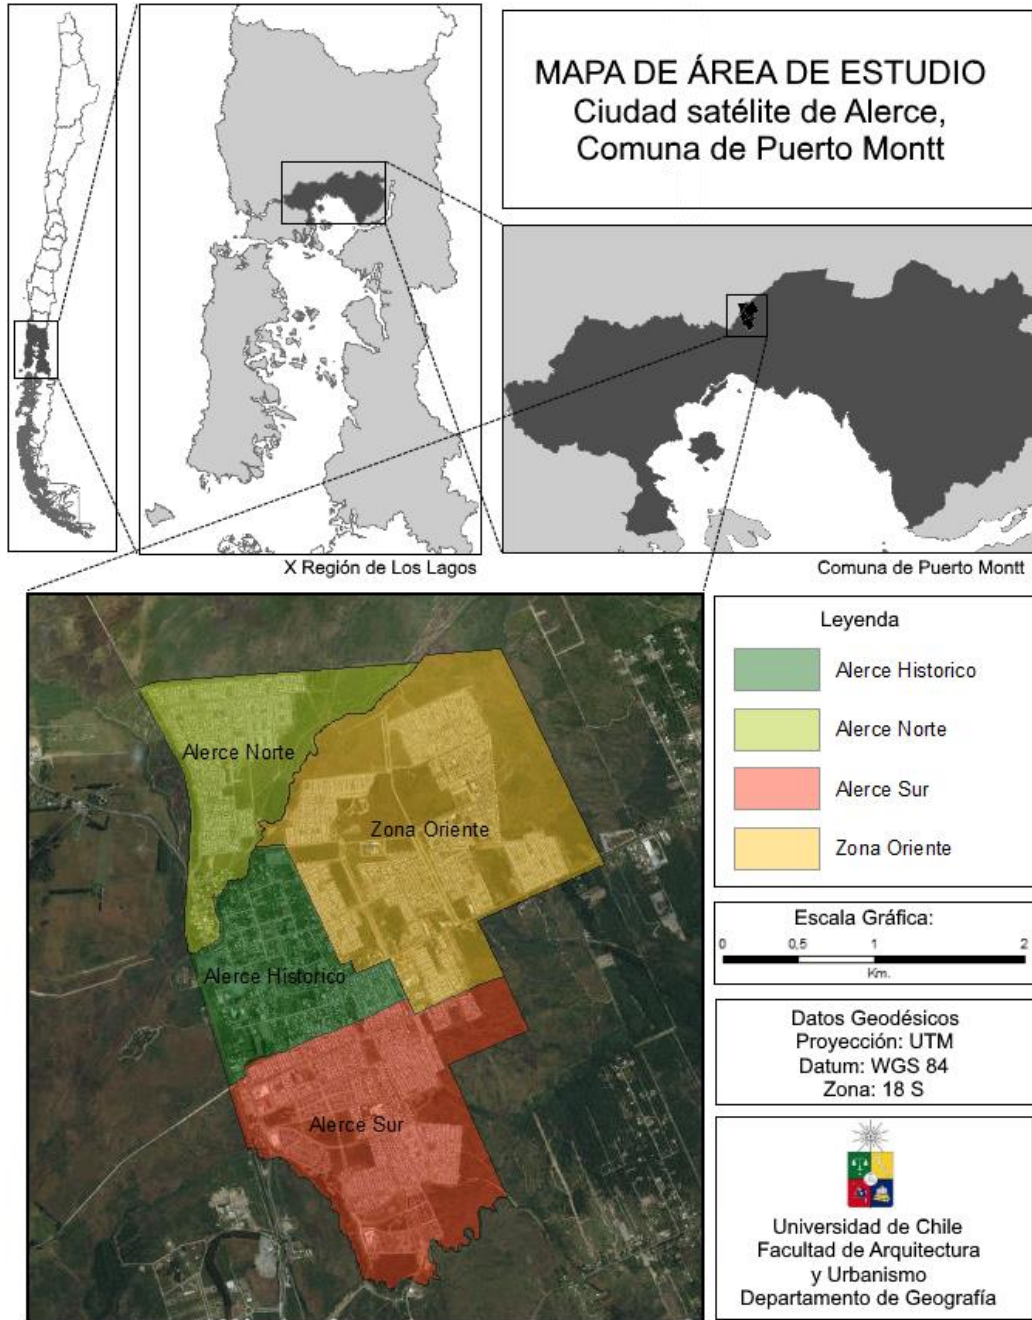 MAPA DE ÁREA DE ESTUDIO
Ciudad satélite de Alerce,
Comuna de Puerto Montt
X Región de Los Lagos
Comuna de Puerto Montt
Alerce Norte
Zona Oriente
Alerce Historico
Alerce Sur
Leyenda
Alerce Historico
Alerce Norte
Alerce Sur
Zona Oriente
Escala Gráfica:
0 0,5 1 2
Km.
Datos Geodésicos
Proyección: UTM
Datum: WGS 84
Zona: 18 S
Universidad de Chile
Facultad de Arquitectura
y Urbanismo
Departamento de Geografía